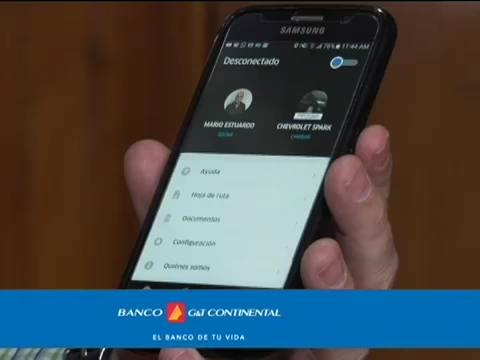 SAMSUNG
76% 11:44 AM
Desconectado
MARIO ESTUARDO
CHEVROLET SPARK
Ayuda
Hoja de ruta
Documentos
Configuración
Quiénes somos
BANCO G&T CONTINENTAL
EL BANCO DE TU VIDA